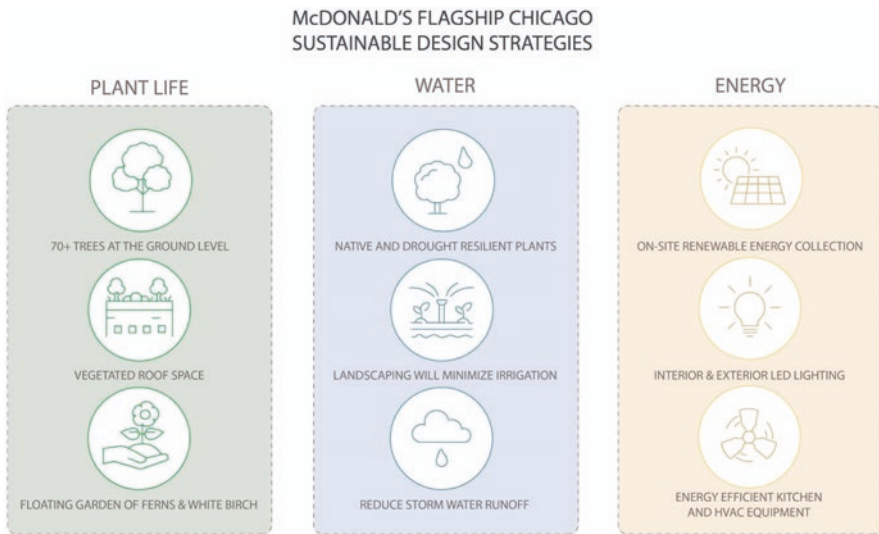 McDONALD'S FLAGSHIP CHICAGO
SUSTAINABLE DESIGN STRATEGIES
PLANT LIFE
70+ TREES AT THE GROUND LEVEL
VEGETATED ROOF SPACE
FLOATING GARDEN OF FERNS & WHITE BIRCH
WATER
NATIVE AND DROUGHT RESILIENT PLANTS
LANDSCAPING WILL MINIMIZE IRRIGATION
REDUCE STORM WATER RUNOFF
ENERGY
ON-SITE RENEWABLE ENERGY COLLECTION
INTERIOR & EXTERIOR LED LIGHTING
ENERGY EFFICIENT KITCHEN
AND HVAC EQUIPMENT